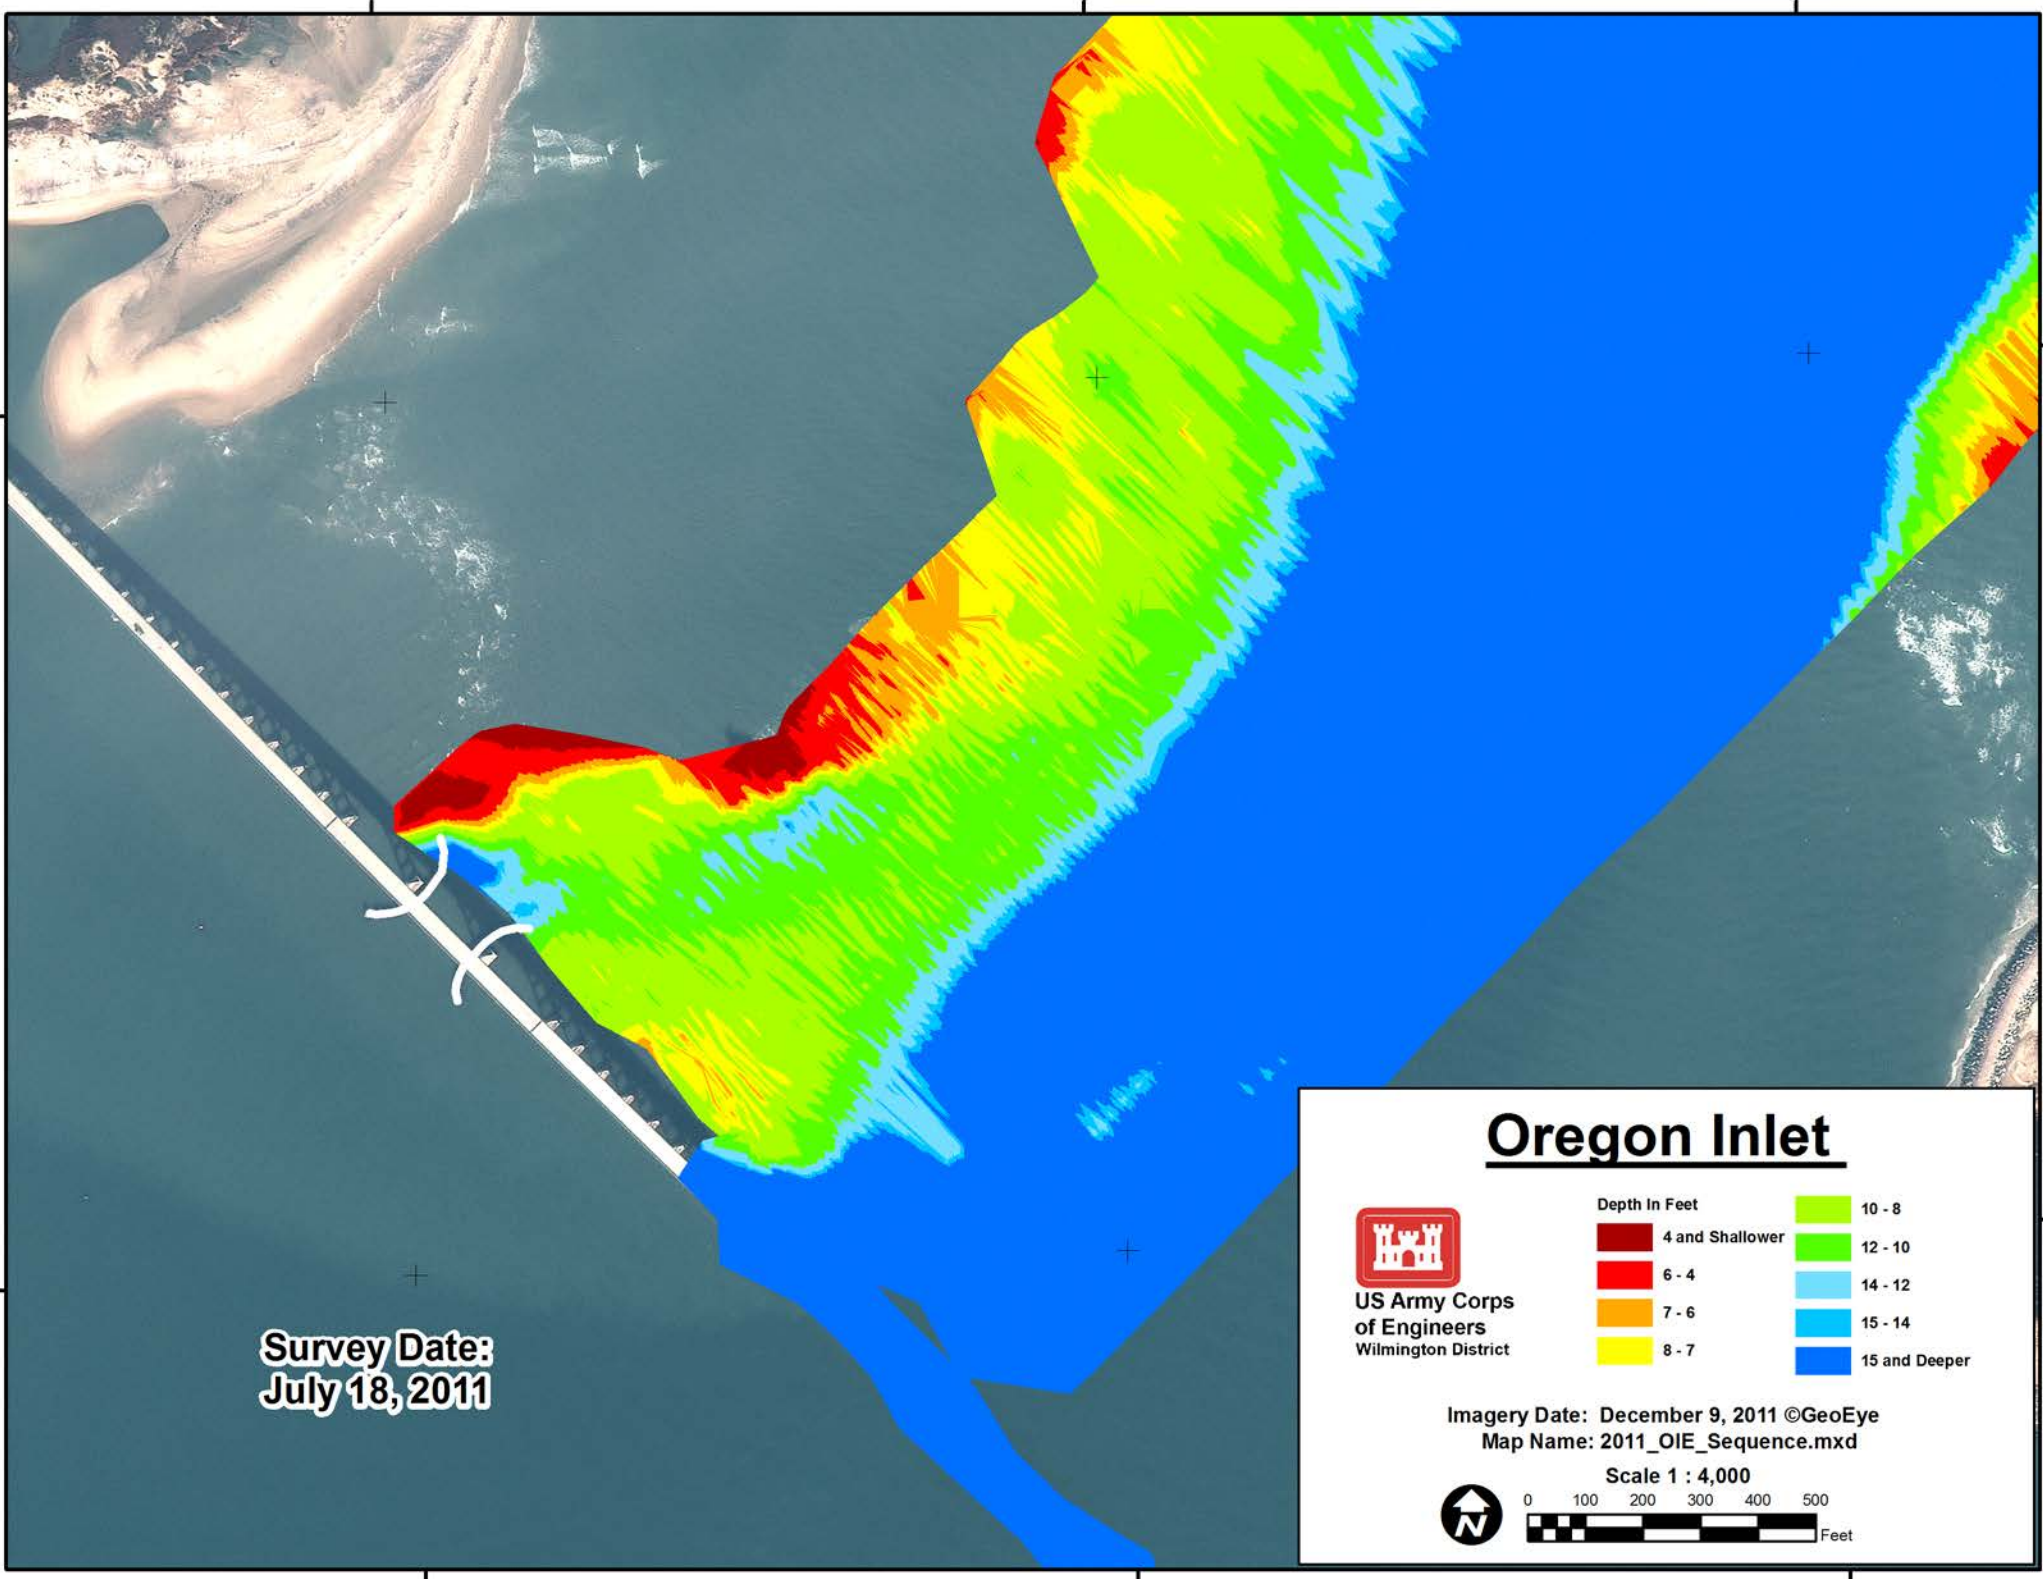 Survey Date:
July 18, 2011
Oregon Inlet
US Army Corps
of Engineers
Wilmington District
Depth In Feet
4 and Shallower
6 - 4
7 - 6
8 - 7
10 - 8
12 - 10
14 - 12
15 - 14
15 and Deeper
Imagery Date: December 9, 2011 ©GeoEye
Map Name: 2011_OIE_Sequence.mxd
Scale 1 : 4,000
N
0 100 200 300 400 500
Feet